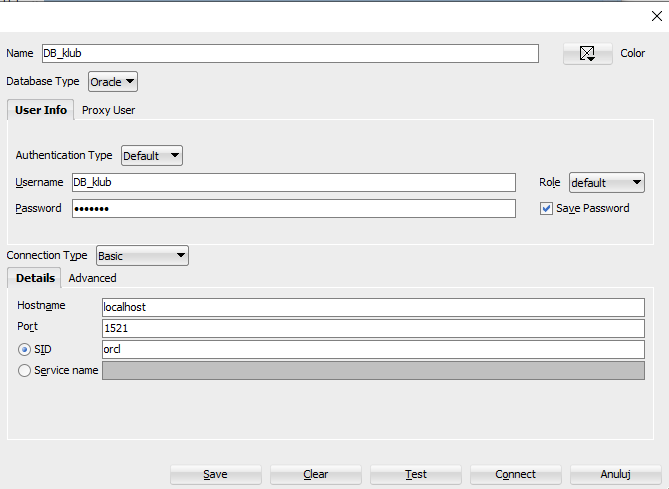 Name DB_klub Color
Database Type Oracle
User Info Proxy User
Authentication Type Default
Username DB_klub Role default
Password ••••••• Save Password
Connection Type Basic
Details Advanced
Hostname localhost
Port 1521
SID orcl
Service name
Save Clear Test Connect Anuluj